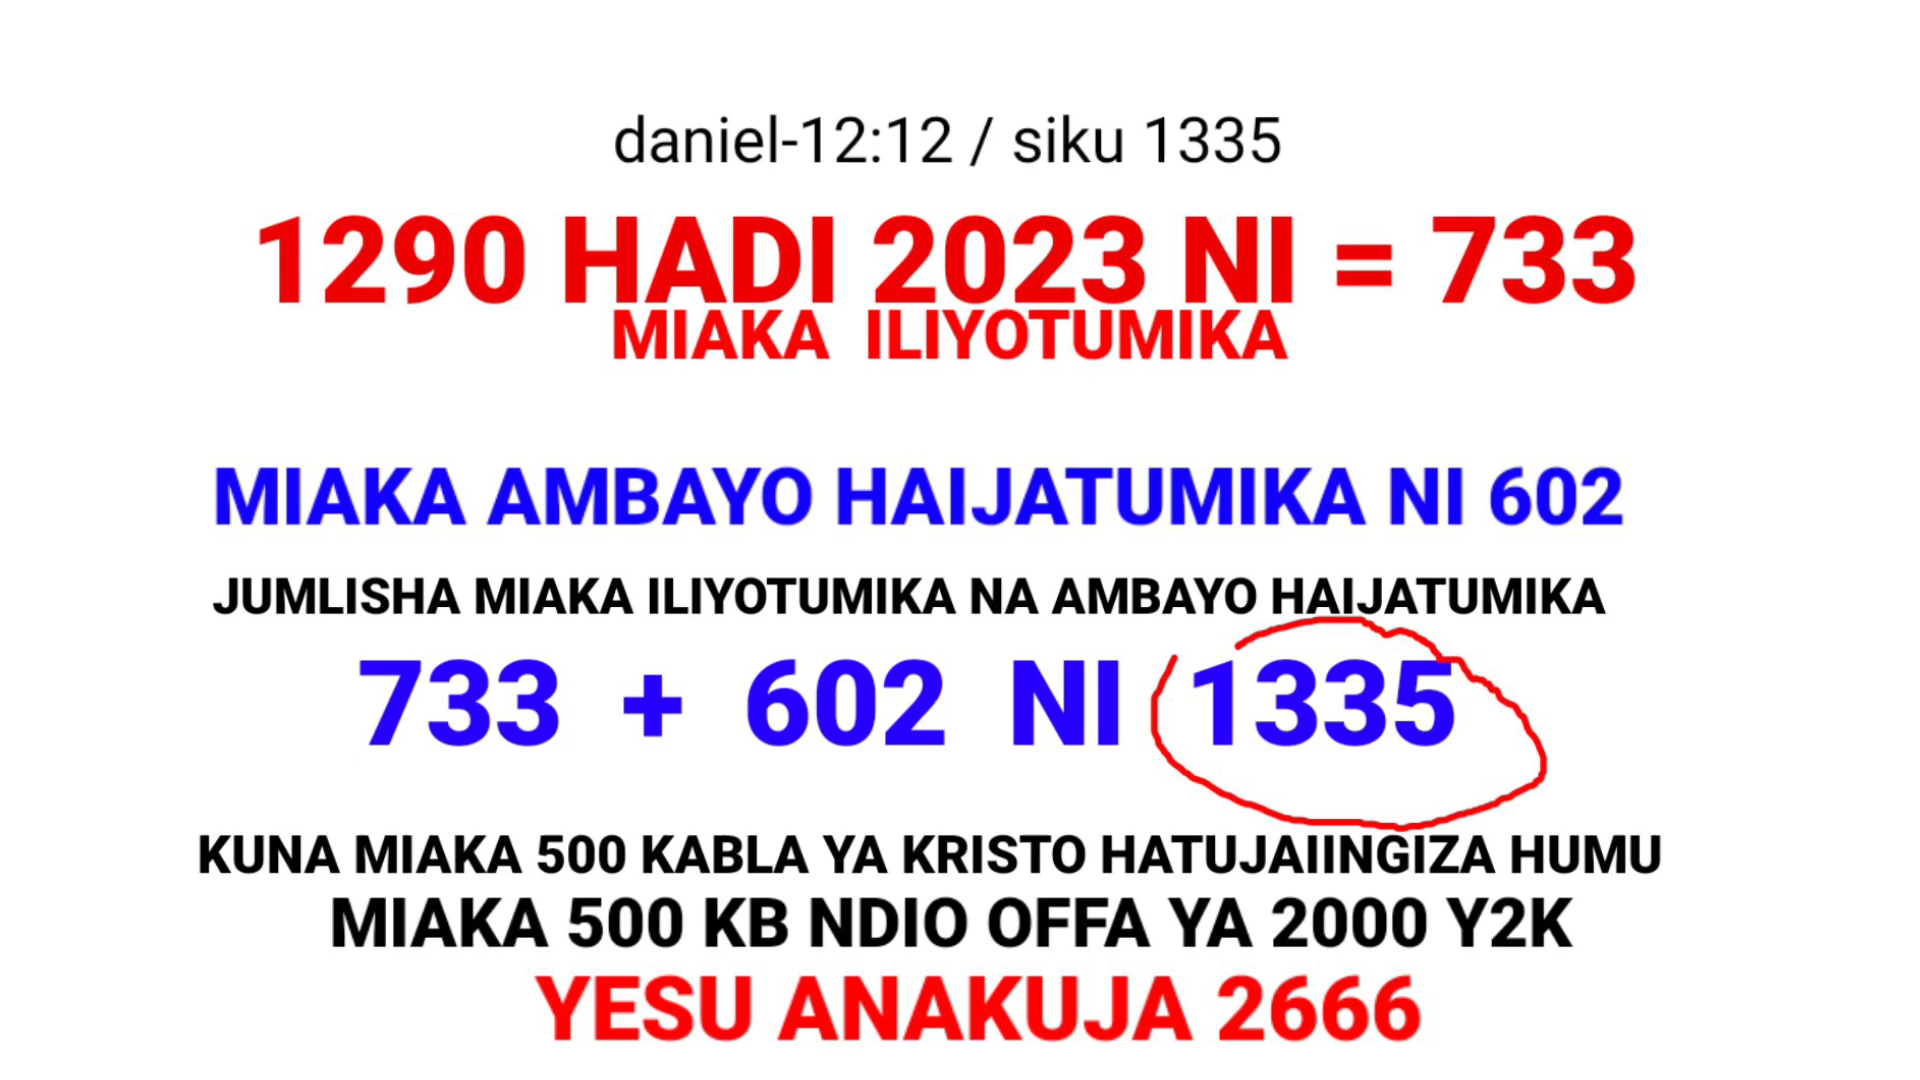 daniel-12:12 / siku 1335
1290 HADI 2023 NI = 733
MIAKA ILIYOTUMIKA
MIAKA AMBAYO HAIJATUMIKA NI 602
JUMLISHA MIAKA ILIYOTUMIKA NA AMBAYO HAIJATUMIKA
733 + 602 NI 1335
KUNA MIAKA 500 KABLA YA KRISTO HATUJAIINGIZA HUMU
MIAKA 500 KB NDIO OFFA YA 2000 Y2K
YESU ANAKUJA 2666